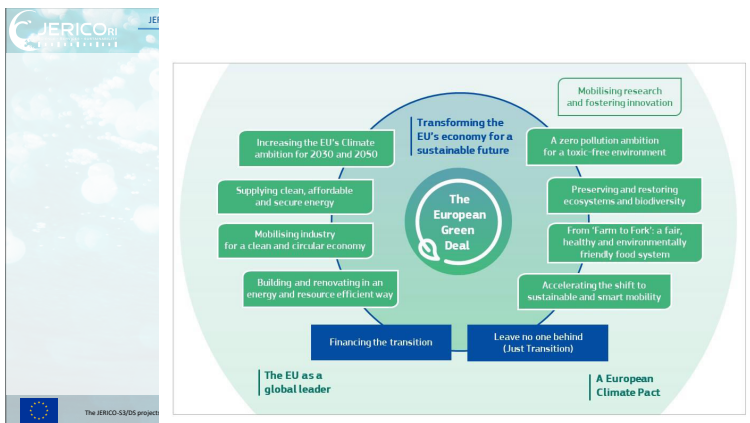 JERICO RI
JER
Mobilising research
and fostering innovation
Transforming the
EU's economy for a
sustainable future
Increasing the EU's Climate
ambition for 2030 and 2050
A zero pollution ambition
for a toxic-free environment
Supplying clean, affordable
and secure energy
The
European
Green
Deal
Preserving and restoring
ecosystems and biodiversity
Mobilising industry
for a clean and circular economy
From 'Farm to Fork': a fair,
healthy and environmentally
friendly food system
Building and renovating in an
energy and resource efficient way
Accelerating the shift to
sustainable and smart mobility
Financing the transition
Leave no one behind
(Just Transition)
The EU as a
global leader
A European
Climate Pact
The JERICO-S3/DS projects